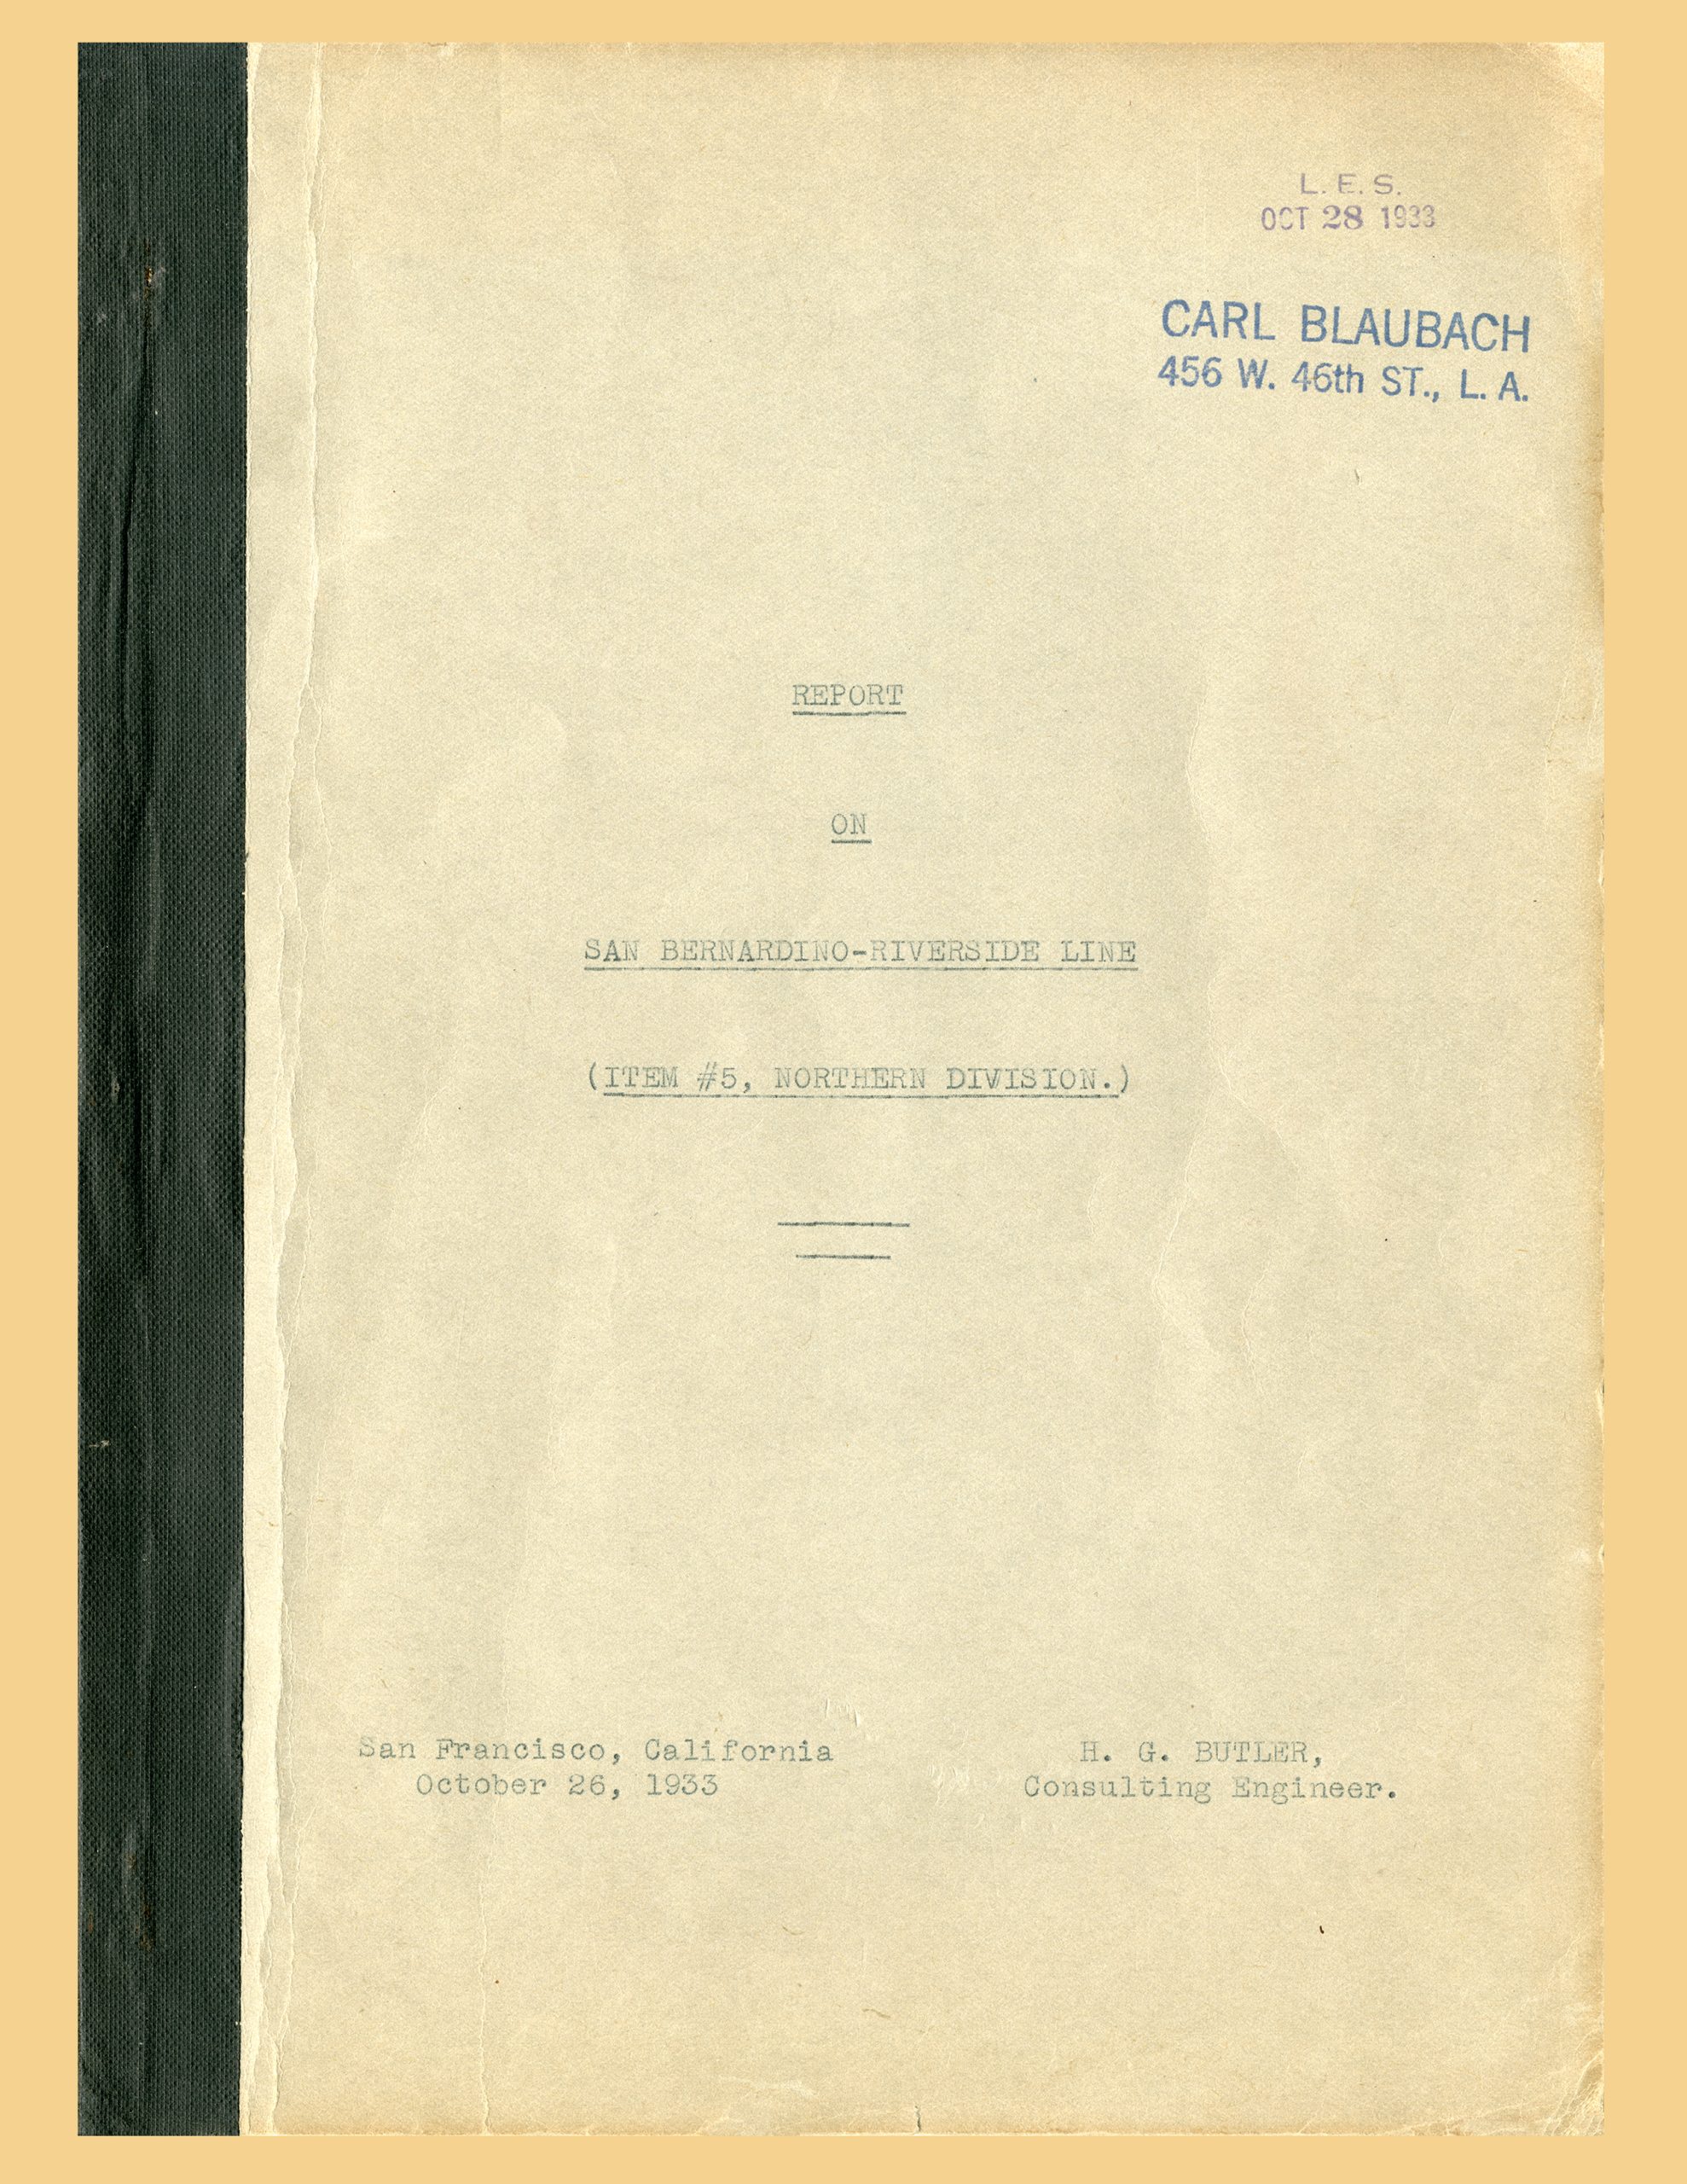 L. E. S.
OCT 28 1933
CARL BLAUBACH
456 W. 46th ST., L. A.
REPORT
ON
SAN BERNARDINO-RIVERSIDE LINE
(ITEM #5, NORTHERN DIVISION.)
San Francisco, California
October 26, 1933
H. G. BUTLER,
Consulting Engineer.